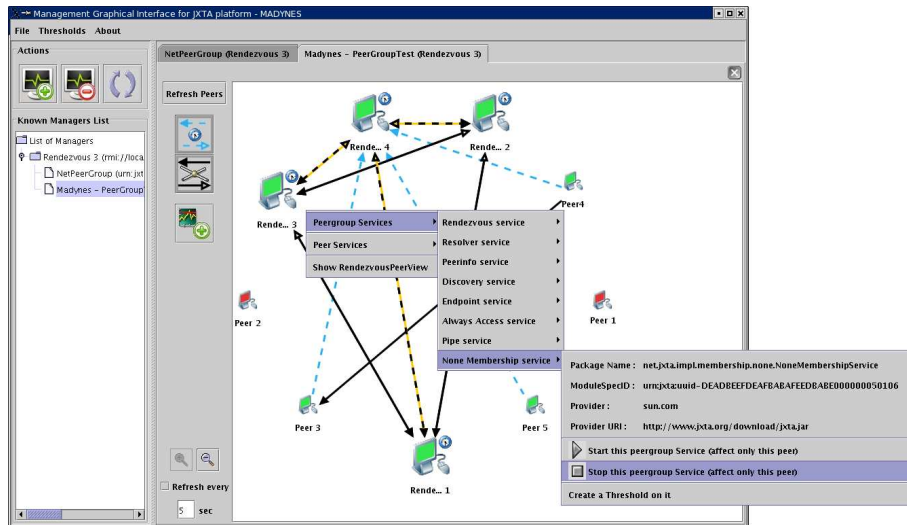 Management Graphical Interface for JXTA platform - MADYNES
File Thresholds About
Actions
Known Managers List
List of Managers
Rendezvous 3 (rmi://loca
NetPeerGroup (urn:jxt
Madynes - PeerGroup
NetPeerGroup (Rendezvous 3)
Madynes - PeerGroupTest (Rendezvous 3)
Refresh Peers
Refresh every
5 sec
Rende... 4
Rende... 2
Peer4
Rende... 3
Peer 2
Peer 1
Peer 3
Peer 5
Rende... 1
Peergroup Services
Peer Services
Show RendezvousPeerView
Rendezvous service
Resolver service
Peerinfo service
Discovery service
Endpoint service
Always Access service
Pipe service
None Membership service
Package Name : net.jxta.impl.membership.none.NoneMembershipService
ModuleSpecID : urn:jxta:uuid-DEADBEEFDEAFBABAFEEDBABE000000050106
Provider : sun.com
Provider URI : http://www.jxta.org/download/jxta.jar
Start this peergroup Service (affect only this peer)
Stop this peergroup Service (affect only this peer)
Create a Threshold on it